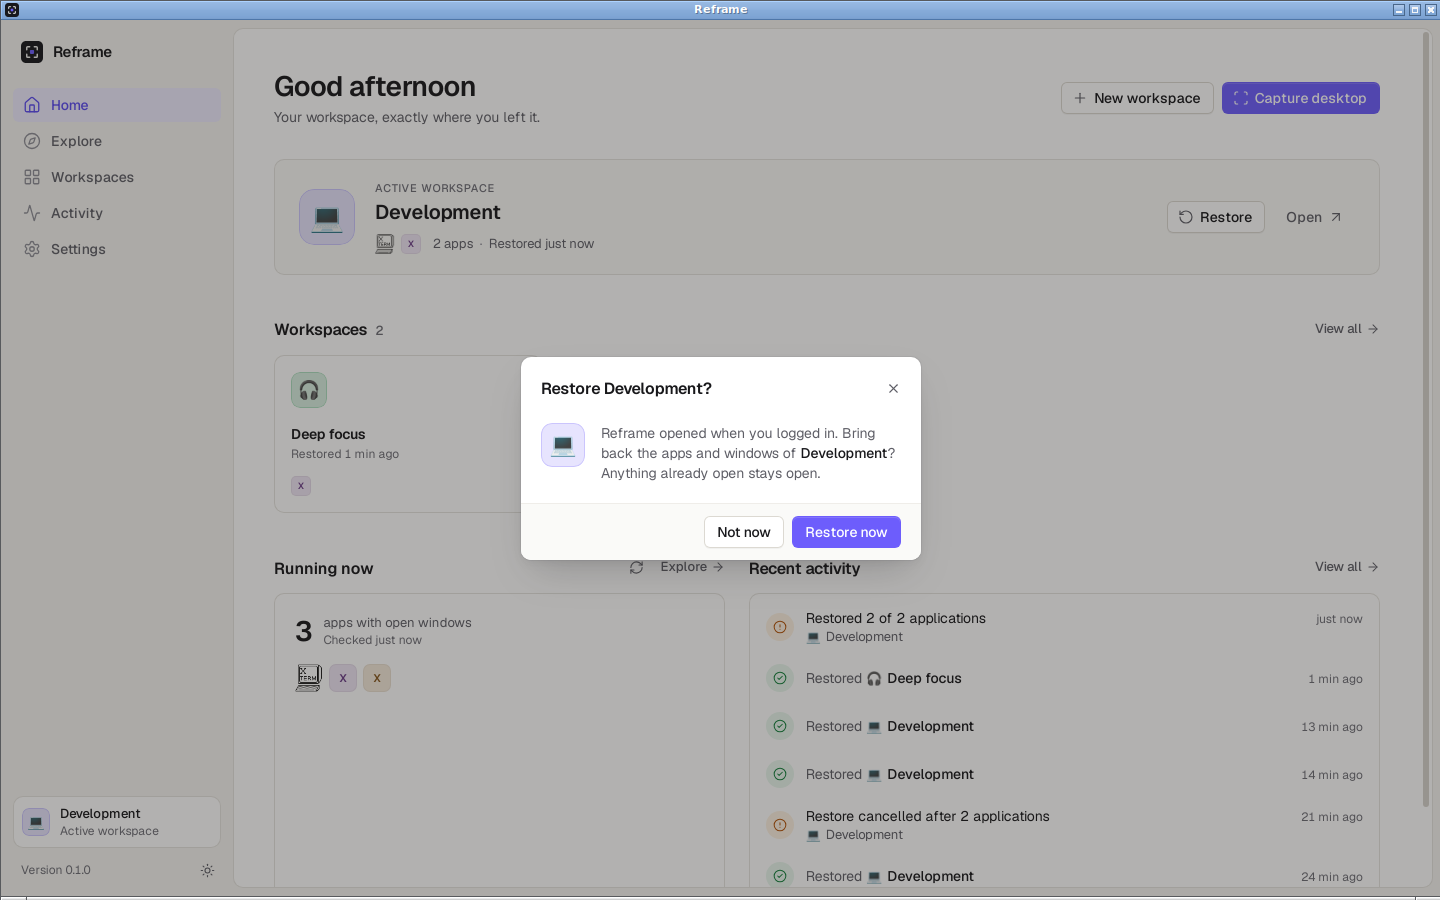 Reframe
Reframe
Home
Explore
Workspaces
Activity
Settings
Good afternoon
Your workspace, exactly where you left it.
New workspace
Capture desktop
ACTIVE WORKSPACE
Development
X TERM
X
2 apps · Restored just now
Restore
Open
Workspaces 2
View all
Deep focus
Restored 1 min ago
X
Restore Development?
Reframe opened when you logged in. Bring
back the apps and windows of Development?
Anything already open stays open.
Not now
Restore now
Running now
Explore
3
apps with open windows
Checked just now
X TERM
X
X
Recent activity
View all
Restored 2 of 2 applications
just now
Development
Restored Deep focus
1 min ago
Restored Development
13 min ago
Restored Development
14 min ago
Restore cancelled after 2 applications
21 min ago
Development
Restored Development
24 min ago
Development
Active workspace
Version 0.1.0